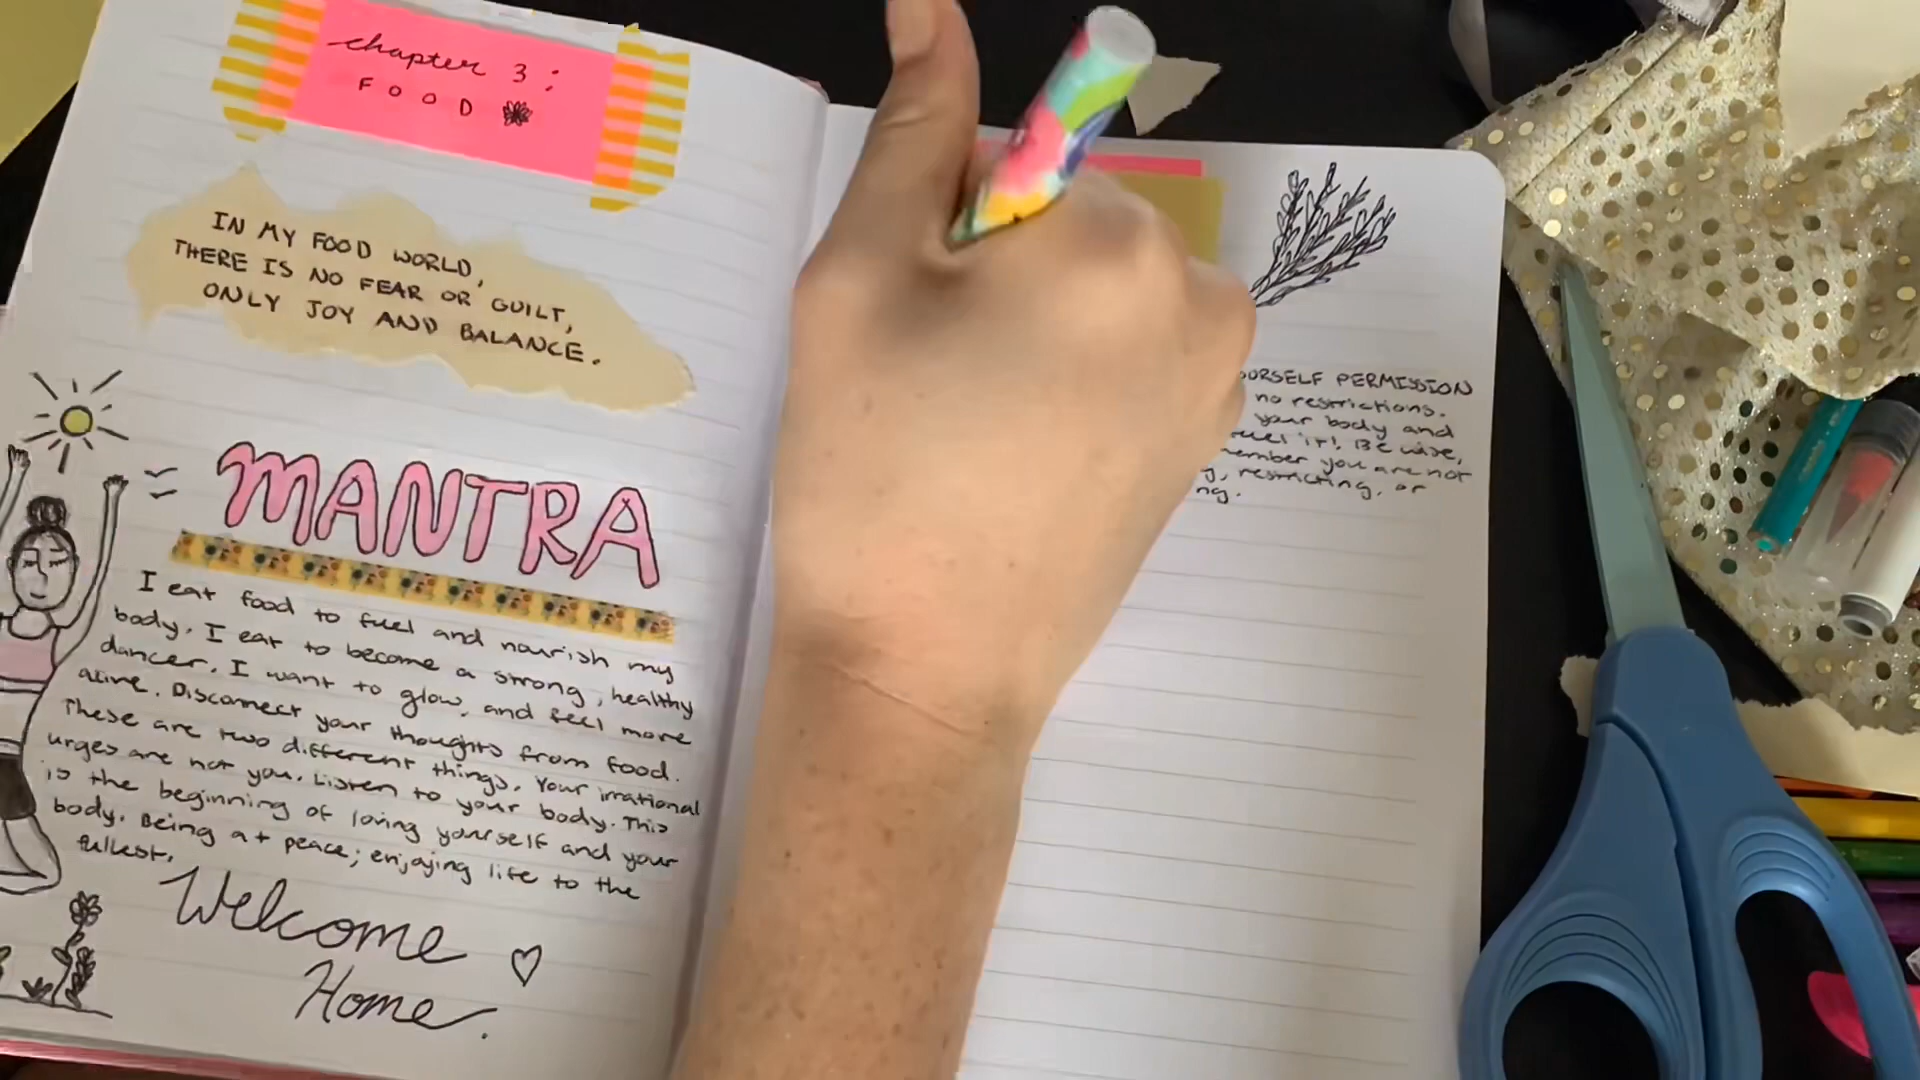 chapter 3:
FOOD
IN MY FOOD WORLD,
THERE IS NO FEAR OR GUILT,
ONLY JOY AND BALANCE.
MANTRA
I eat food to fuel and nourish my
body. I eat to become a strong, healthy
dancer. I want to glow, and feel more
alive. Disconnect your thoughts from food.
These are two different things. Your irrational
urges are not you. Listen to your body. This
is the beginning of loving yourself and your
body. Being at peace; enjoying life to the
fullest.
Welcome
Home.
PERMISSION
no restrictions.
your body and
fuel it!. Be wise,
you are not
restricting, or